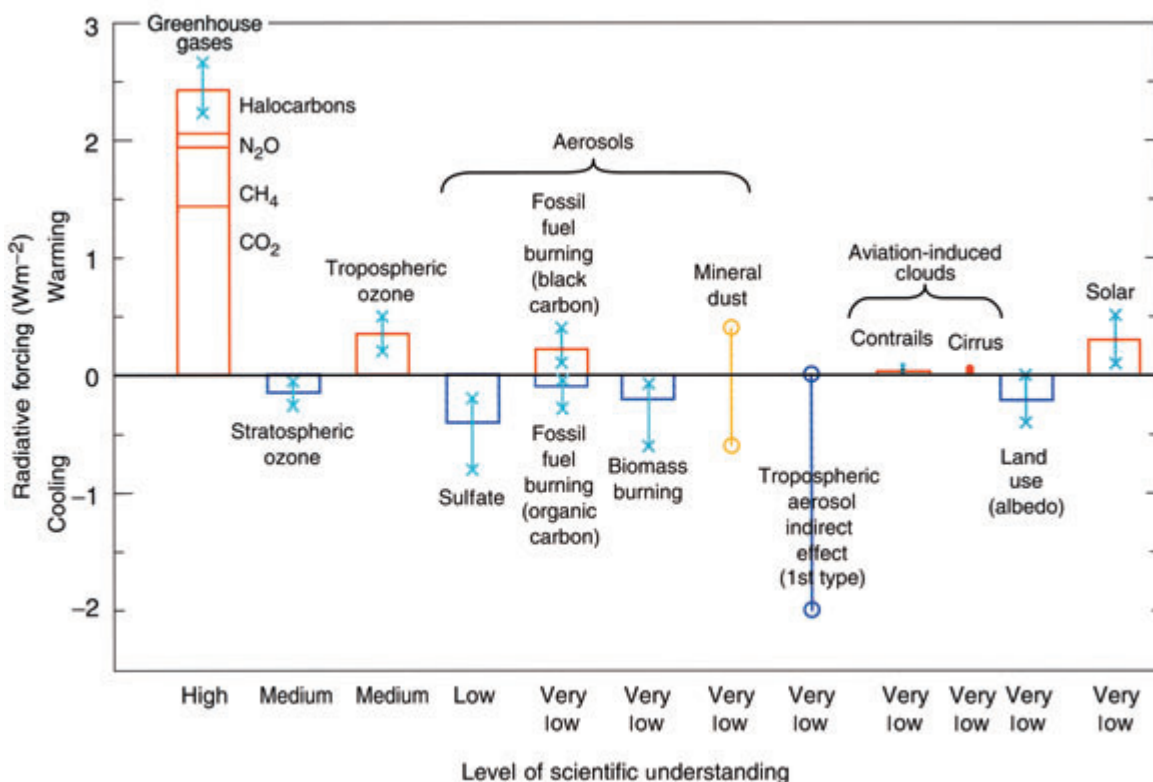 3
2
1
0
−1
−2
Radiative forcing (Wm−2)
Cooling
Warming
Greenhouse
gases
Halocarbons
N2O
CH4
CO2
Stratospheric
ozone
Tropospheric
ozone
Aerosols
Sulfate
Fossil
fuel
burning
(black
carbon)
Fossil
fuel
burning
(organic
carbon)
Biomass
burning
Mineral
dust
Tropospheric
aerosol
indirect
effect
(1st type)
Aviation-induced
clouds
Contrails
Cirrus
Land
use
(albedo)
Solar
High
Medium
Medium
Low
Very
low
Very
low
Very
low
Very
low
Very
low
Very
low
Very
low
Very
low
Level of scientific understanding